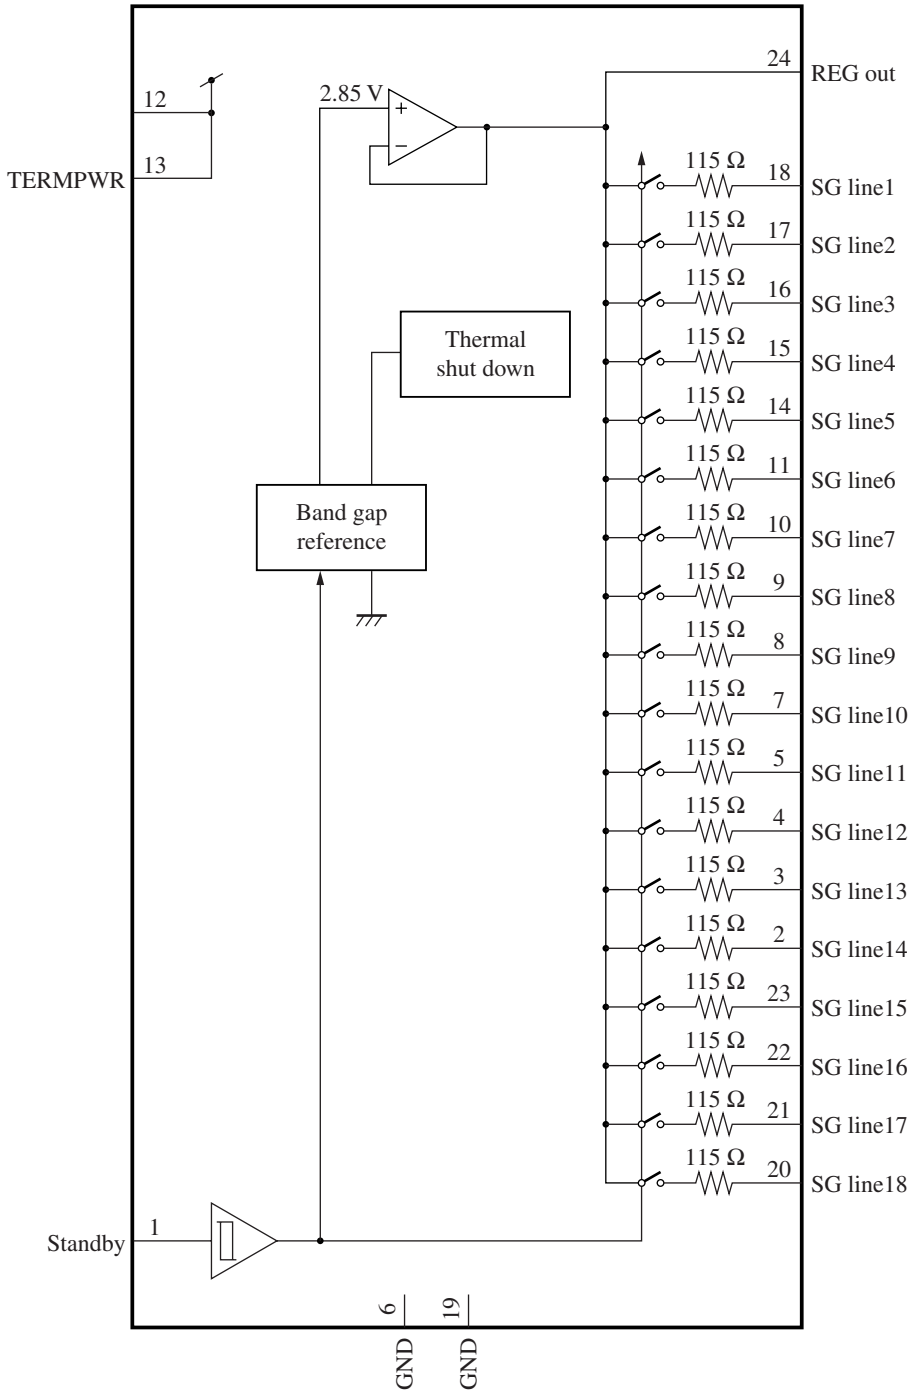 24
REG out
12
2.85 V
+
−
13
TERMPWR
115 Ω
18
SG line1
115 Ω
17
SG line2
115 Ω
16
SG line3
Thermal
shut down
115 Ω
15
SG line4
115 Ω
14
SG line5
115 Ω
11
SG line6
Band gap
reference
115 Ω
10
SG line7
115 Ω
9
SG line8
115 Ω
8
SG line9
115 Ω
7
SG line10
115 Ω
5
SG line11
115 Ω
4
SG line12
115 Ω
3
SG line13
115 Ω
2
SG line14
115 Ω
23
SG line15
115 Ω
22
SG line16
115 Ω
21
SG line17
115 Ω
20
SG line18
1
Standby
6
19
GND
GND